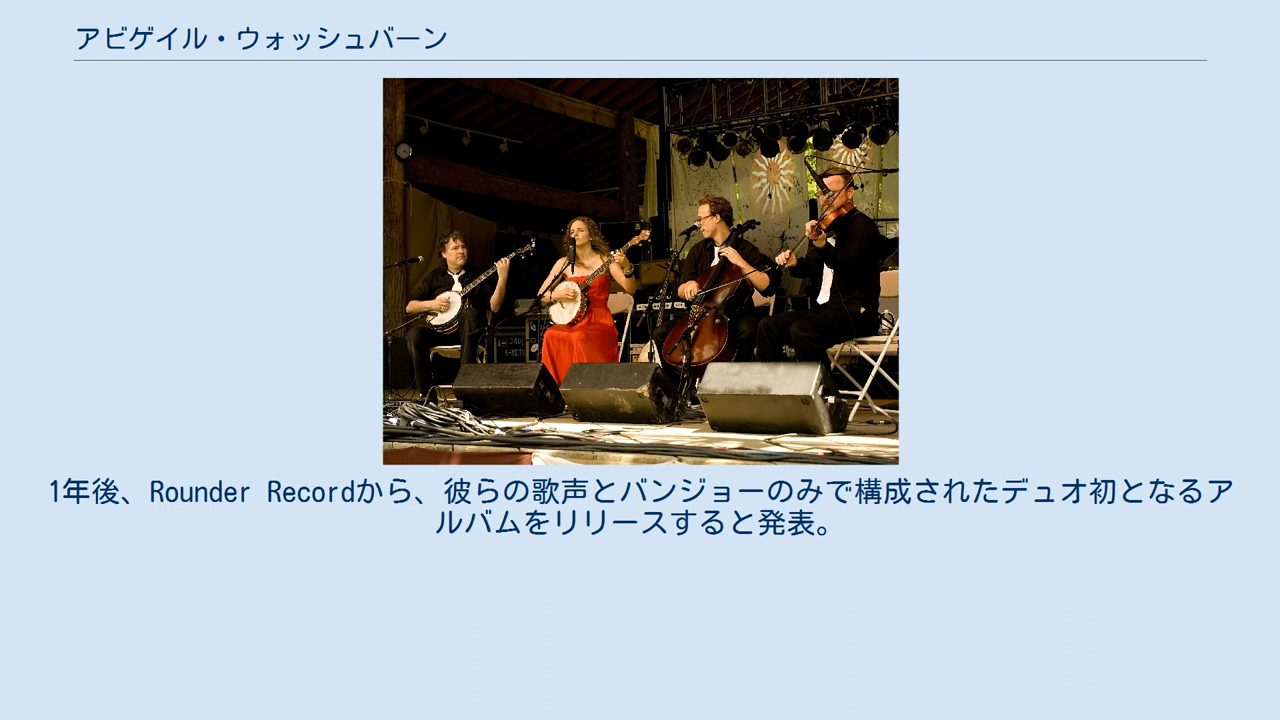 アビゲイル・ウォッシュバーン
1年後、Rounder Recordから、彼らの歌声とバンジョーのみで構成されたデュオ初となるア
ルバムをリリースすると発表。